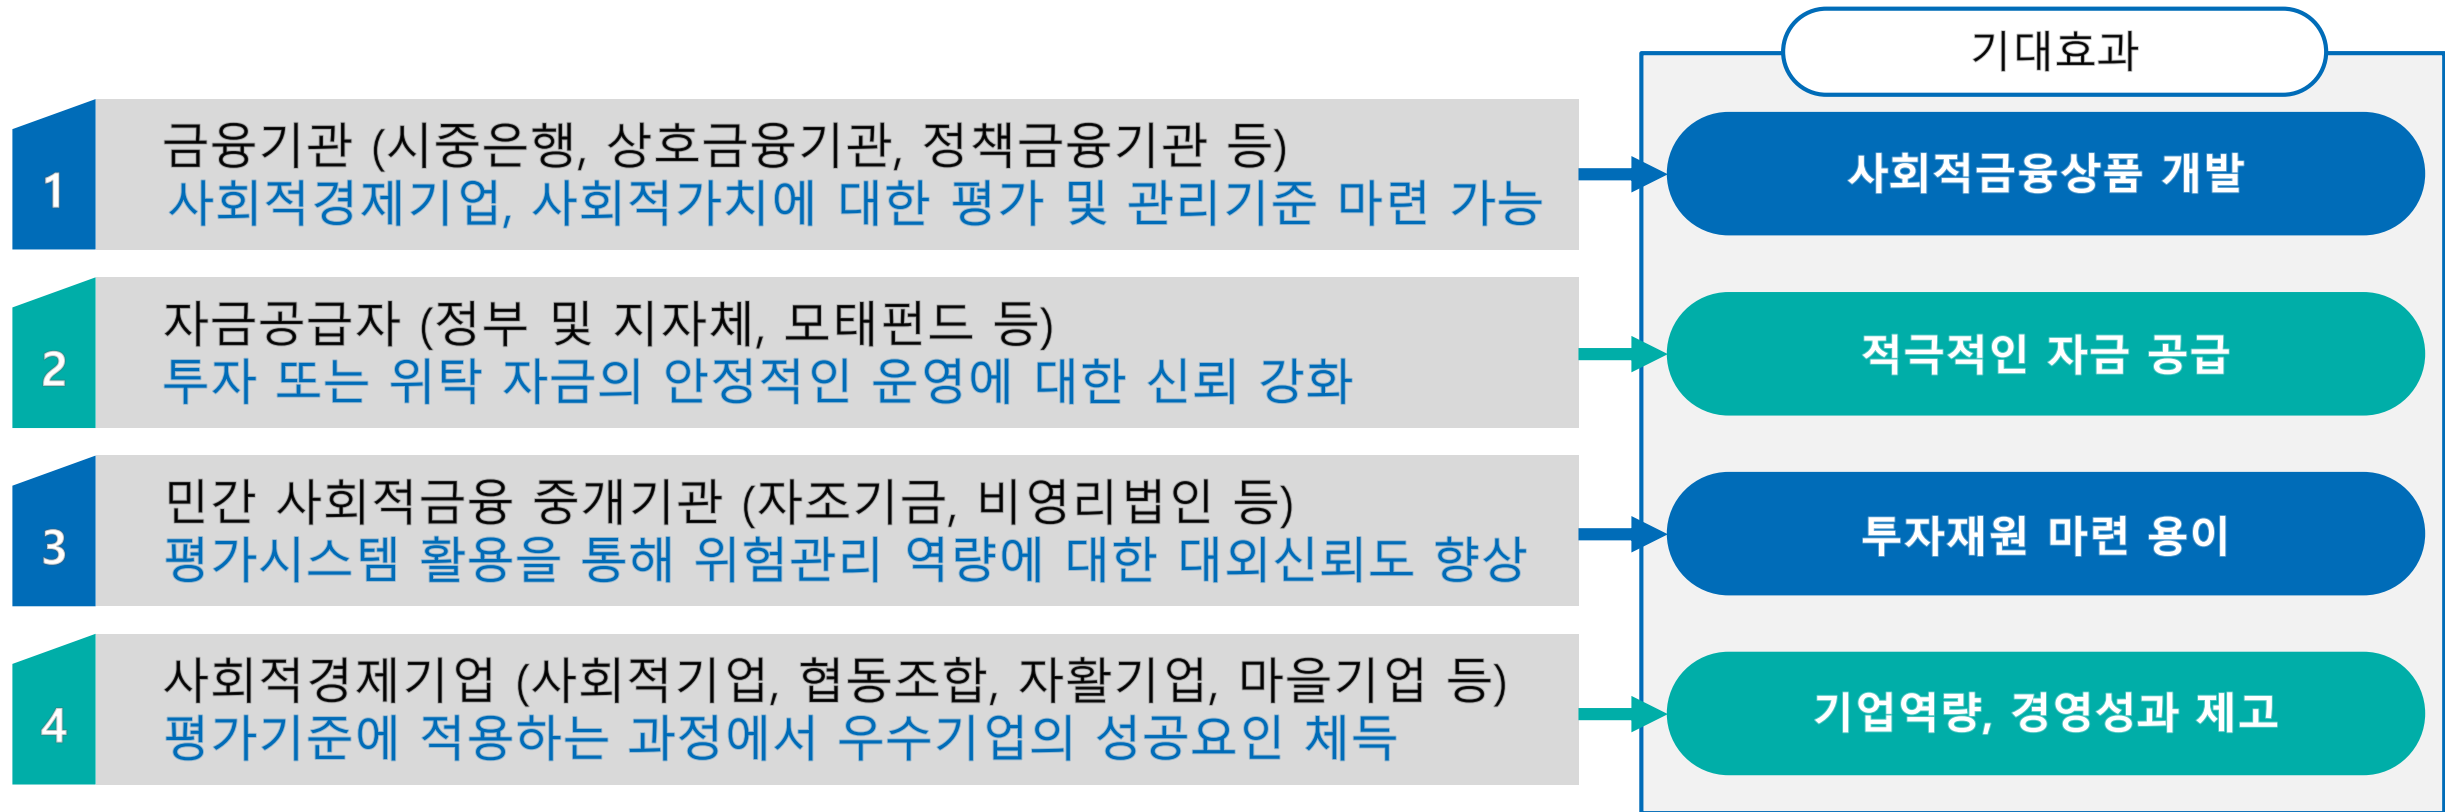 기대효과
1
금융기관 (시중은행, 상호금융기관, 정책금융기관 등)
사회적경제기업, 사회적가치에 대한 평가 및 관리기준 마련 가능
사회적금융상품 개발
2
자금공급자 (정부 및 지자체, 모태펀드 등)
투자 또는 위탁 자금의 안정적인 운영에 대한 신뢰 강화
적극적인 자금 공급
3
민간 사회적금융 중개기관 (자조기금, 비영리법인 등)
평가시스템 활용을 통해 위험관리 역량에 대한 대외신뢰도 향상
투자재원 마련 용이
4
사회적경제기업 (사회적기업, 협동조합, 자활기업, 마을기업 등)
평가기준에 적용하는 과정에서 우수기업의 성공요인 체득
기업역량, 경영성과 제고